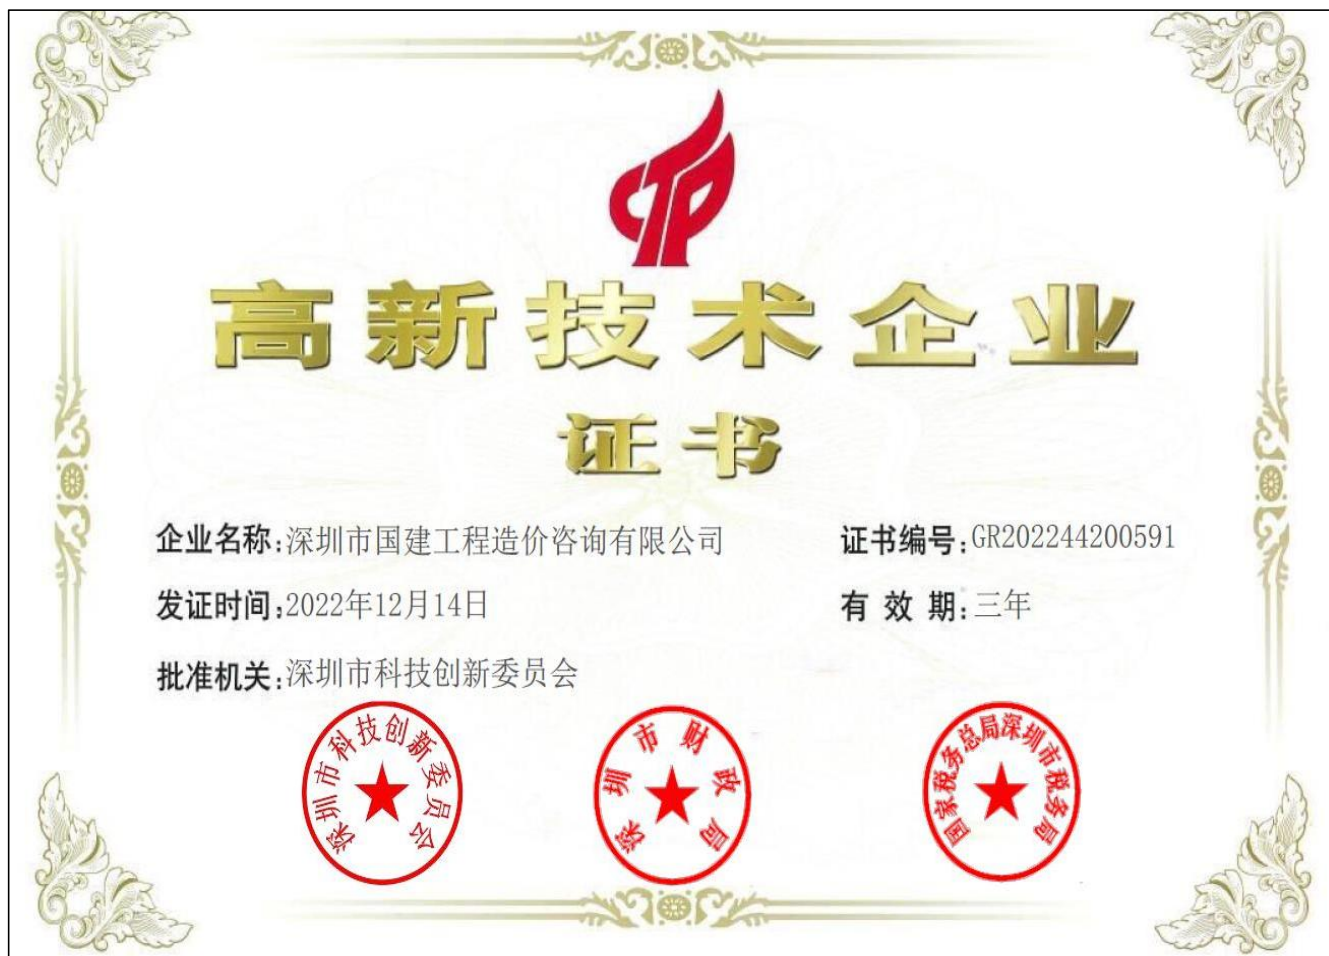 CTP
高新技术企业
证书
企业名称:深圳市国建工程造价咨询有限公司
证书编号:GR202244200591
发证时间:2022年12月14日
有效期:三年
批准机关:深圳市科技创新委员会
深圳市科技创新委员会
深圳市财政局
国家税务总局深圳市税务局